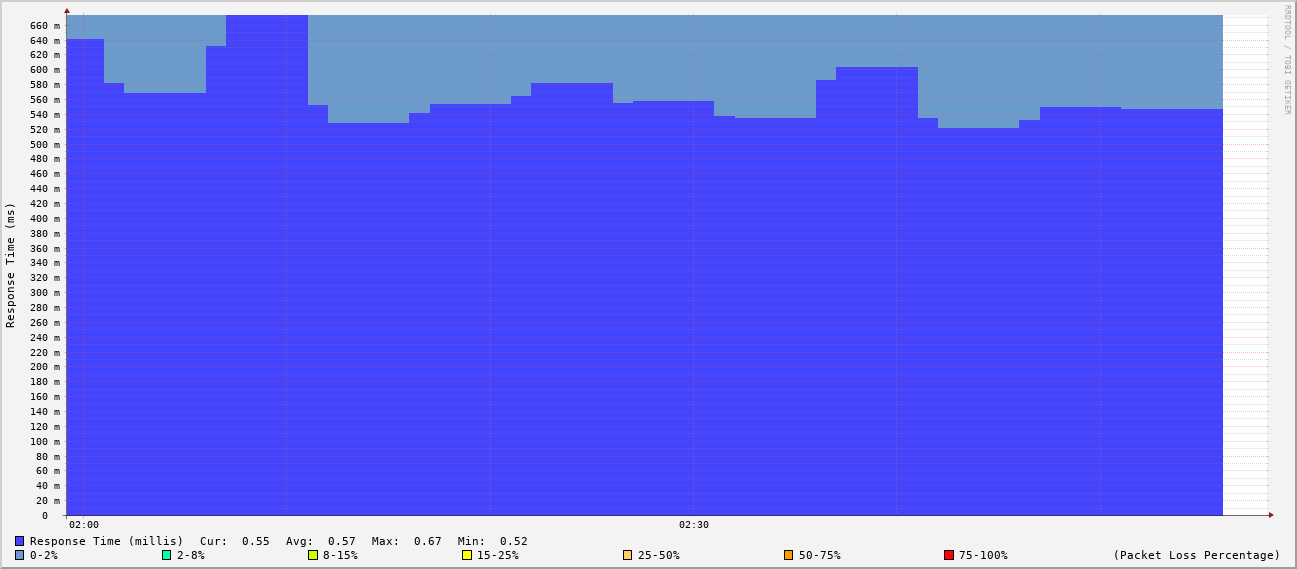 RRDTOOL / TOBI OETIKER
Response Time (ms)
660 m
640 m
620 m
600 m
580 m
560 m
540 m
520 m
500 m
480 m
460 m
440 m
420 m
400 m
380 m
360 m
340 m
320 m
300 m
280 m
260 m
240 m
220 m
200 m
180 m
160 m
140 m
120 m
100 m
80 m
60 m
40 m
20 m
0
02:00 02:30
Response Time (millis) Cur: 0.55 Avg: 0.57 Max: 0.67 Min: 0.52
0-2% 2-8% 8-15% 15-25% 25-50% 50-75% 75-100% (Packet Loss Percentage)